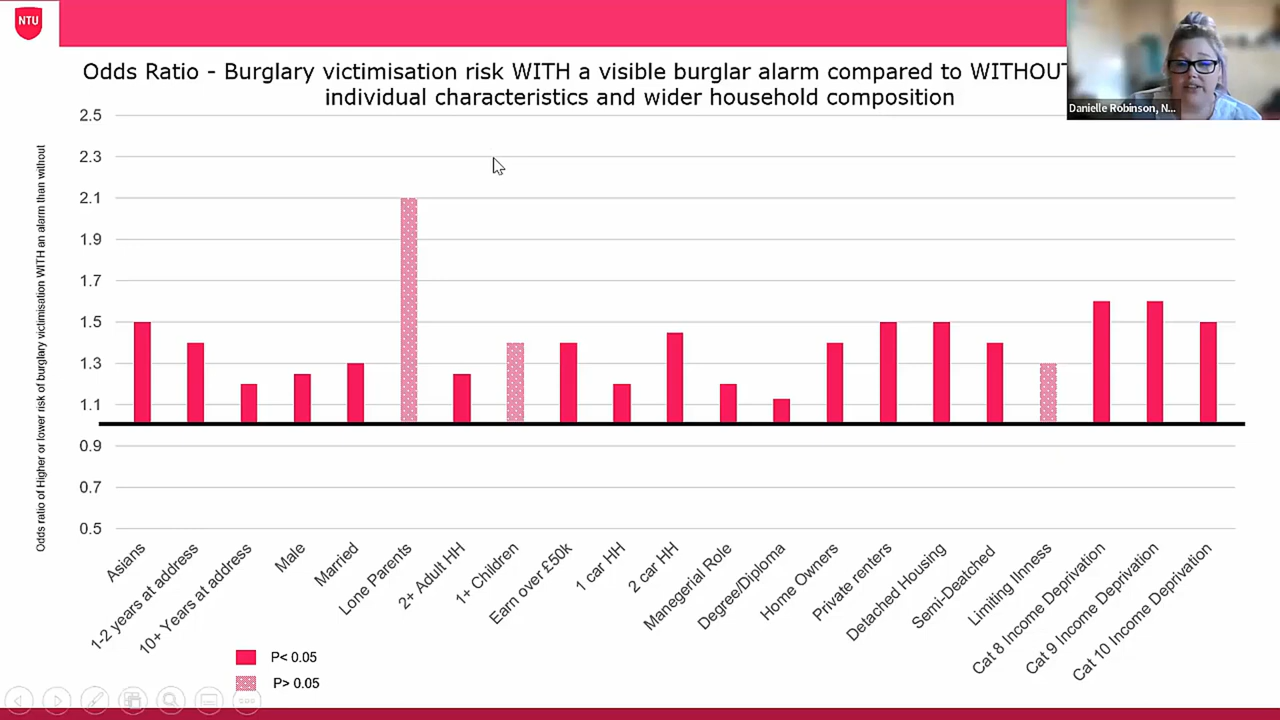 NTU
Odds Ratio - Burglary victimisation risk WITH a visible burglar alarm compared to WITHOUT
individual characteristics and wider household composition
Danielle Robinson, N...
Odds ratio of Higher or lower risk of burglary victimisation WITH an alarm than without
2.5
2.3
2.1
1.9
1.7
1.5
1.3
1.1
0.9
0.7
0.5
Asians
1-2 years at address
10+ Years at address
Male
Married
Lone Parents
2+ Adult HH
1+ Children
Earn over £50k
1 car HH
2 car HH
Manegerial Role
Degree/Diploma
Home Owners
Private renters
Detached Housing
Semi-Deatched
Limiting Ilnness
Cat 8 Income Deprivation
Cat 9 Income Deprivation
Cat 10 Income Deprivation
P< 0.05
P> 0.05